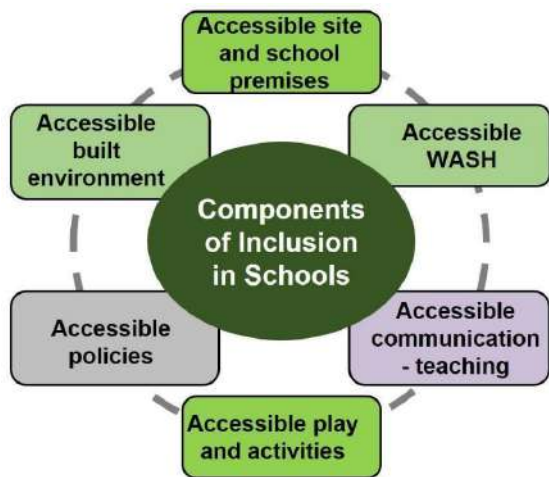 Accessible site
and school
premises
Accessible
built
environment
Accessible
WASH
Components
of Inclusion
in Schools
Accessible
policies
Accessible
communication
- teaching
Accessible play
and activities